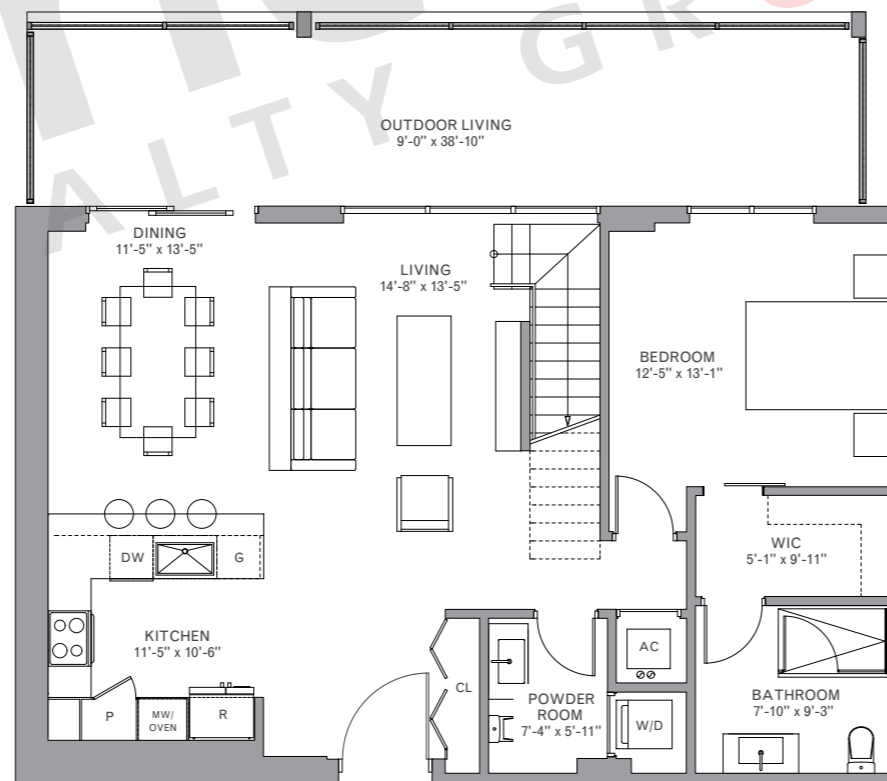 ALTY GR
OUTDOOR LIVING
9'-0" x 38'-10"
DINING
11'-5" x 13'-5"
LIVING
14'-8" x 13'-5"
BEDROOM
12'-5" x 13'-1"
DW
G
WIC
5'-1" x 9'-11"
KITCHEN
11'-5" x 10'-6"
AC
CL
P
MW/
OVEN
R
POWDER
ROOM
7'-4" x 5'-11"
W/D
BATHROOM
7'-10" x 9'-3"